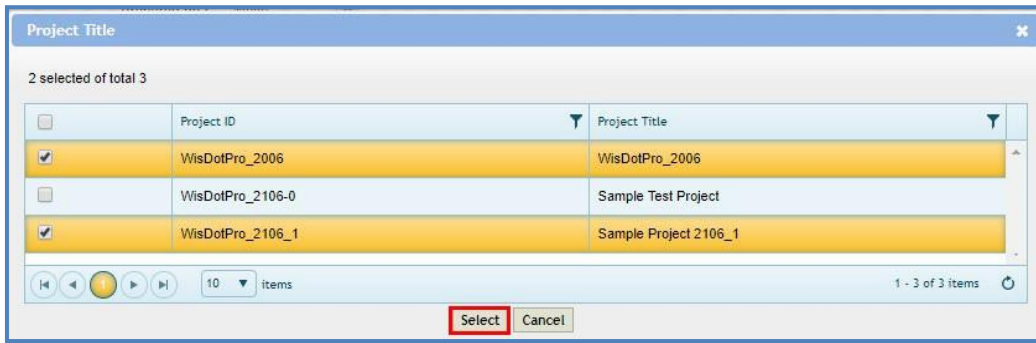 Project Title
2 selected of total 3
Project ID Project Title
WisDotPro_2006 WisDotPro_2006
WisDotPro_2106-0 Sample Test Project
WisDotPro_2106_1 Sample Project 2106_1
1 10 items 1 - 3 of 3 items
Select Cancel